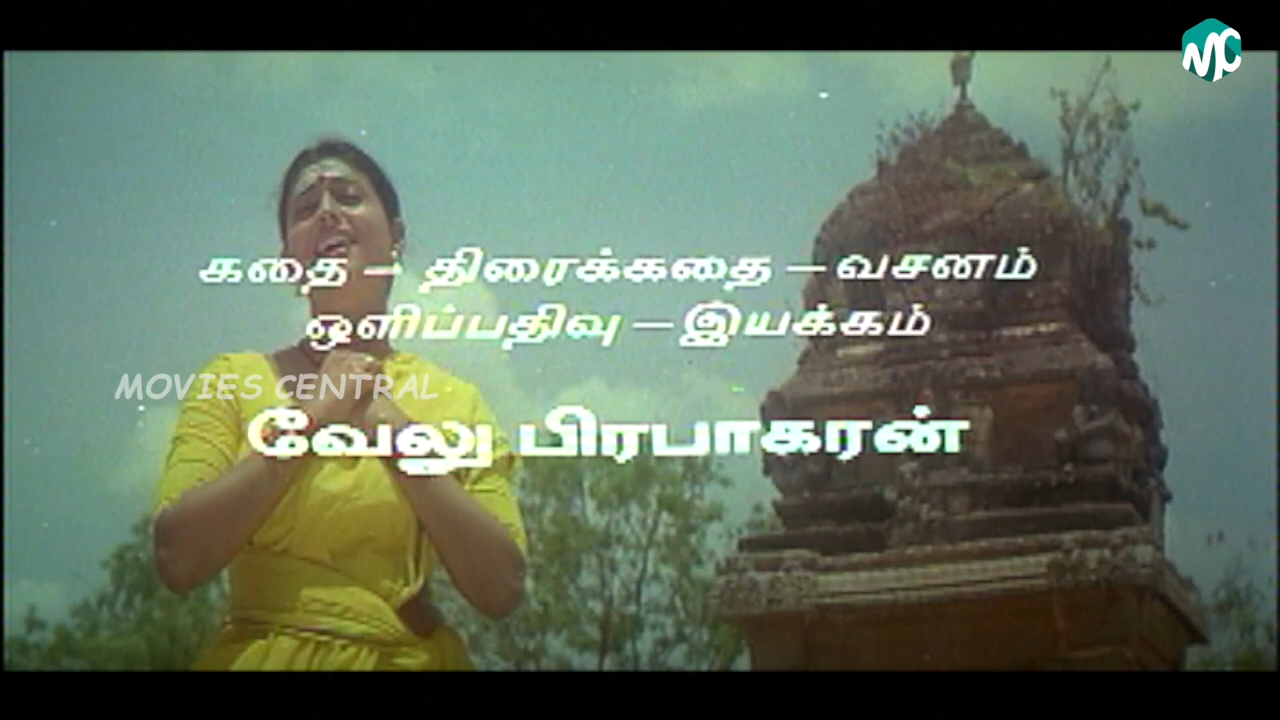 MC
கதை – திரைக்கதை – வசனம்
ஒளிப்பதிவு – இயக்கம்
MOVIES CENTRAL
வேலு பிரபாகரன்